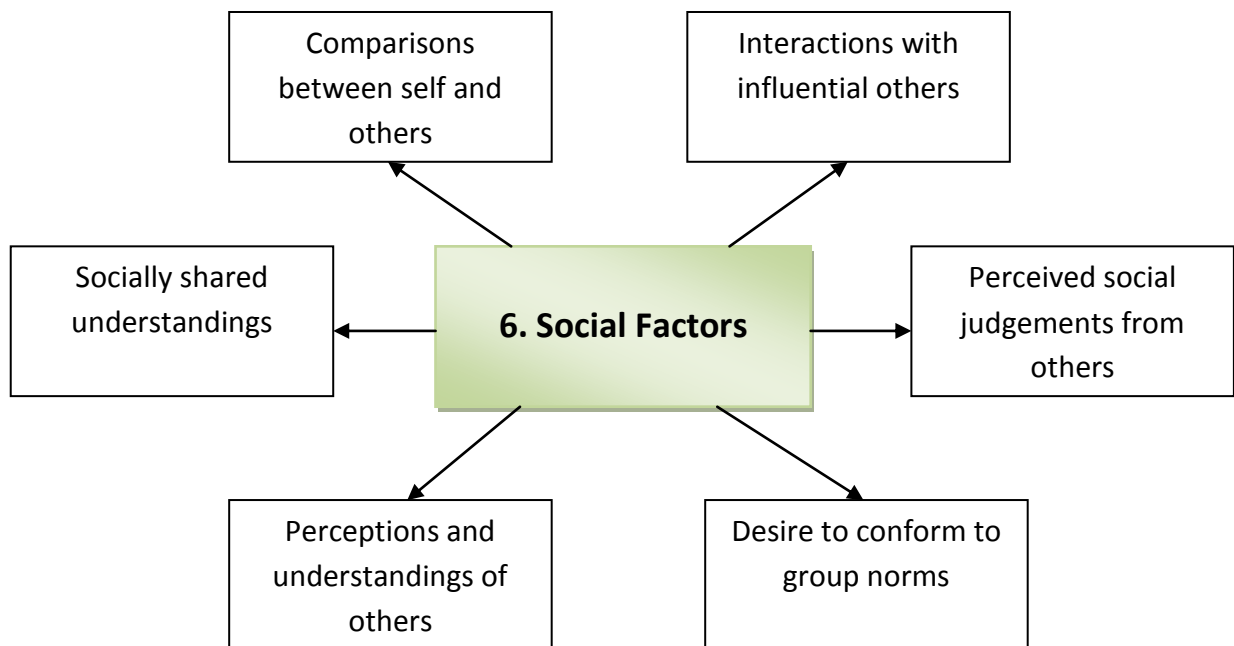 Comparisons
between self and
others
Interactions with
influential others
Socially shared
understandings
6. Social Factors
Perceived social
judgements from
others
Perceptions and
understandings of
others
Desire to conform to
group norms